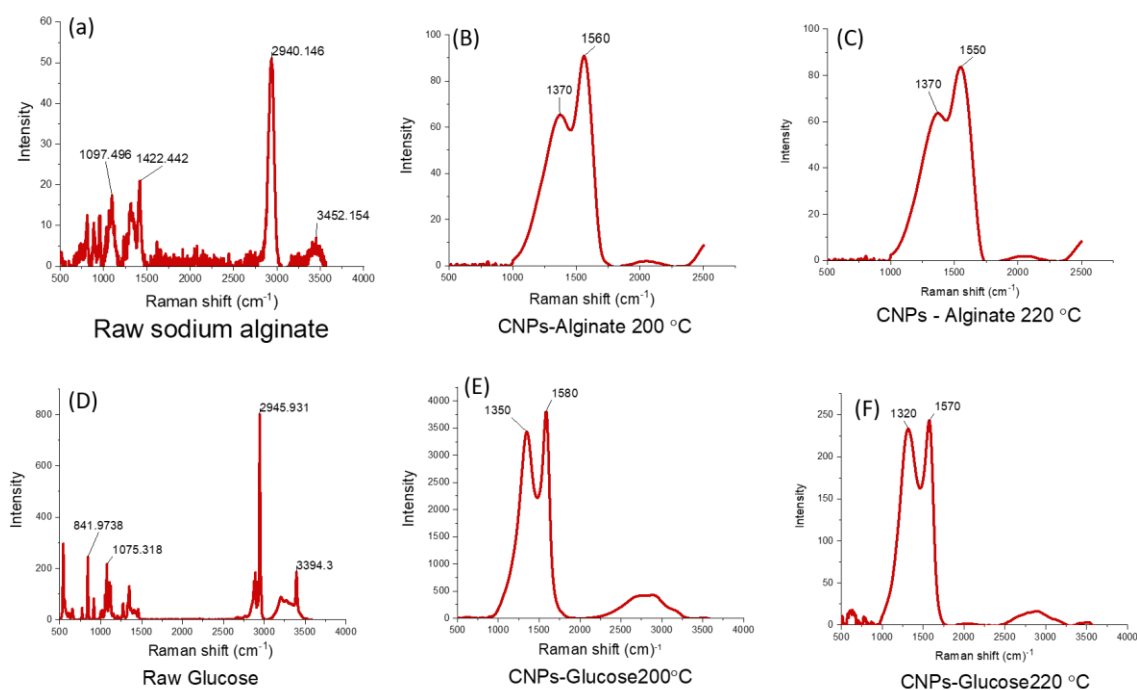 (a)
60
50
40
30
20
10
0
Intensity
2940.146
1097.496
1422.442
3452.154
500 1000 1500 2000 2500 3000 3500 4000
Raman shift (cm⁻¹)
Raw sodium alginate
(B)
100
80
60
40
20
0
Intensity
1560
1370
500 1000 1500 2000 2500
Raman shift (cm⁻¹)
CNPs-Alginate 200 °C
(C)
100
80
60
40
20
0
Intensity
1550
1370
500 1000 1500 2000 2500
Raman shift (cm⁻¹)
CNPs - Alginate 220 °C
(D)
800
600
400
200
0
Intensity
2945.931
841.9738
1075.318
3394.3
500 1000 1500 2000 2500 3000 3500 4000
Raman shift (cm⁻¹)
Raw Glucose
(E)
4000
3500
3000
2500
2000
1500
1000
500
0
Intensity
1580
1350
500 1000 1500 2000 2500 3000 3500 4000
Raman shift (cm)⁻¹
CNPs-Glucose200°C
(F)
250
200
150
100
50
0
Intensity
1320
1570
500 1000 1500 2000 2500 3000 3500 4000
Raman shift (cm)⁻¹
CNPs-Glucose220 °C